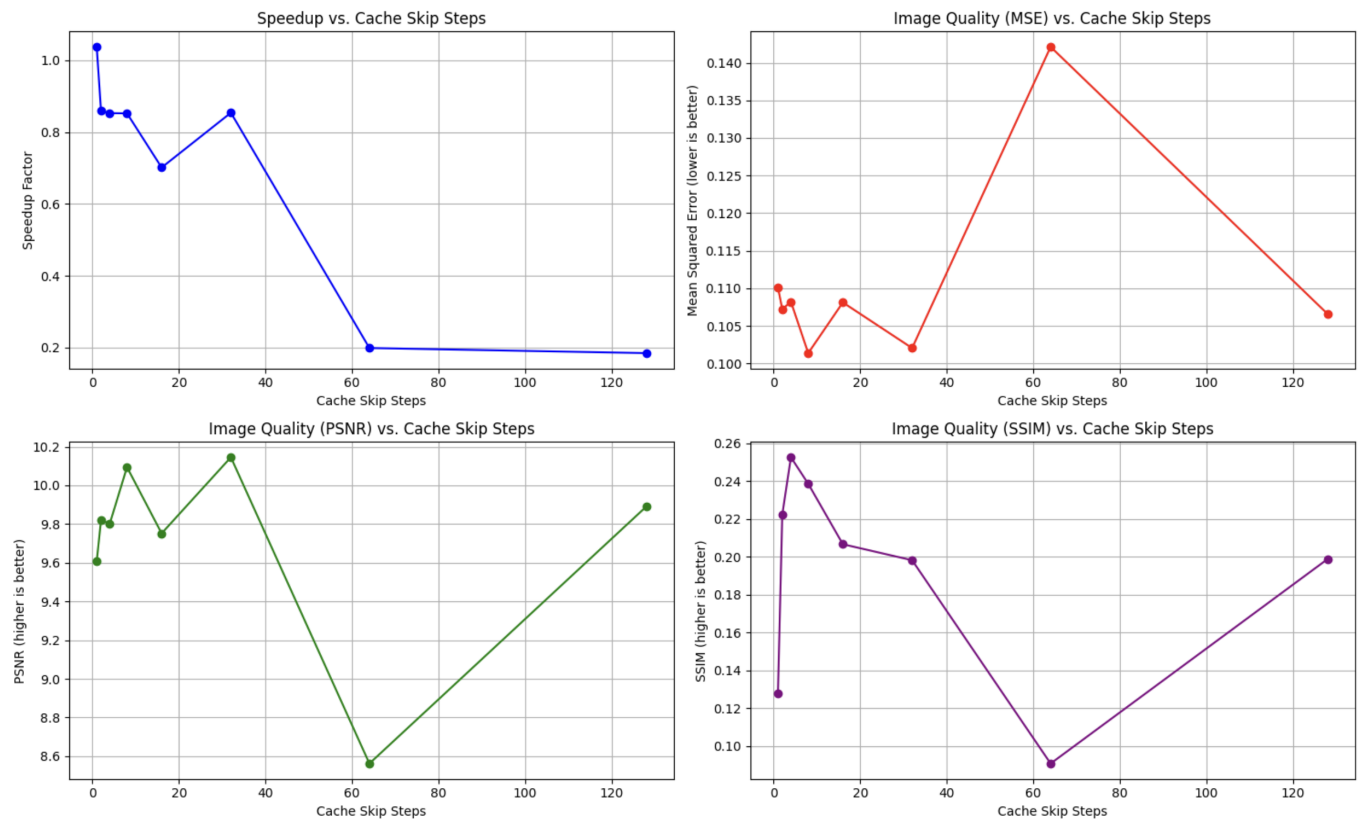 Speedup vs. Cache Skip Steps
Speedup Factor
1.0
0.8
0.6
0.4
0.2
0 20 40 60 80 100 120
Cache Skip Steps
Image Quality (MSE) vs. Cache Skip Steps
Mean Squared Error (lower is better)
0.140
0.135
0.130
0.125
0.120
0.115
0.110
0.105
0.100
0 20 40 60 80 100 120
Cache Skip Steps
Image Quality (PSNR) vs. Cache Skip Steps
PSNR (higher is better)
10.2
10.0
9.8
9.6
9.4
9.2
9.0
8.8
8.6
0 20 40 60 80 100 120
Cache Skip Steps
Image Quality (SSIM) vs. Cache Skip Steps
SSIM (higher is better)
0.26
0.24
0.22
0.20
0.18
0.16
0.14
0.12
0.10
0 20 40 60 80 100 120
Cache Skip Steps